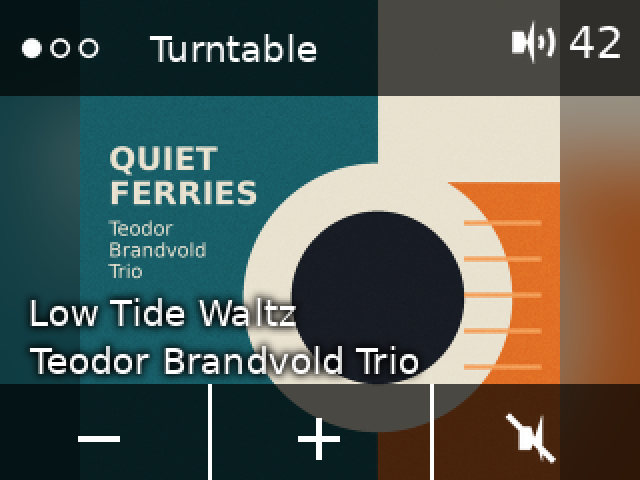 Turntable
42
QUIET
FERRIES
Teodor
Brandvold
Trio
Low Tide Waltz
Teodor Brandvold Trio